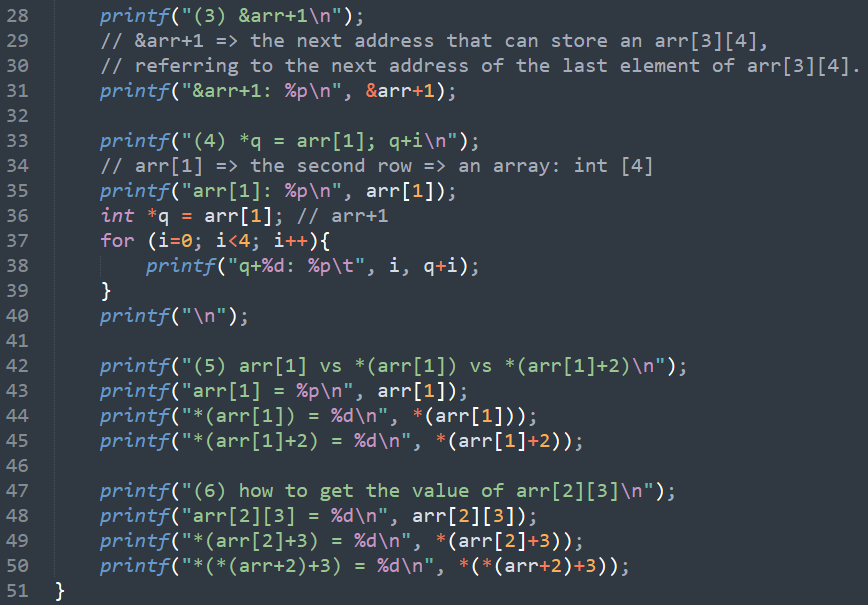 28 printf("(3) &arr+1\n");
29 // &arr+1 => the next address that can store an arr[3][4],
30 // referring to the next address of the last element of arr[3][4].
31 printf("&arr+1: %p\n", &arr+1);
32
33 printf("(4) *q = arr[1]; q+i\n");
34 // arr[1] => the second row => an array: int [4]
35 printf("arr[1]: %p\n", arr[1]);
36 int *q = arr[1]; // arr+1
37 for (i=0; i<4; i++){
38 printf("q+%d: %p\t", i, q+i);
39 }
40 printf("\n");
41
42 printf("(5) arr[1] vs *(arr[1]) vs *(arr[1]+2)\n");
43 printf("arr[1] = %p\n", arr[1]);
44 printf("*(arr[1]) = %d\n", *(arr[1]));
45 printf("*(arr[1]+2) = %d\n", *(arr[1]+2));
46
47 printf("(6) how to get the value of arr[2][3]\n");
48 printf("arr[2][3] = %d\n", arr[2][3]);
49 printf("*(arr[2]+3) = %d\n", *(arr[2]+3));
50 printf("*(*(arr+2)+3) = %d\n", *(*(arr+2)+3));
51 }